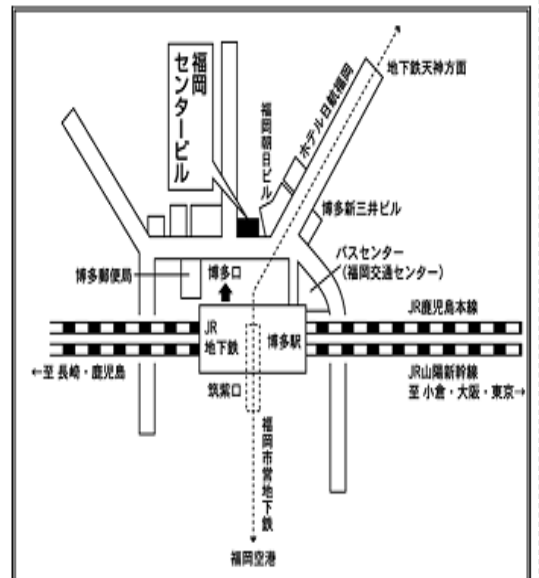 福岡
センタービル
福岡朝日ビル
ホテル日航福岡
地下鉄天神方面
博多新三井ビル
バスセンター
(福岡交通センター)
博多郵便局
博多口
JR鹿児島本線
JR
地下鉄
博多駅
←至 長崎・鹿児島
筑紫口
JR山陽新幹線
至 小倉・大阪・東京→
福岡市営地下鉄
福岡空港